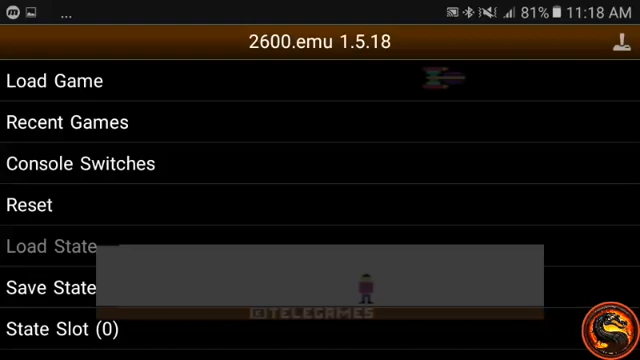 ... 81% 11:18 AM
2600.emu 1.5.18
Load Game
Recent Games
Console Switches
Reset
Load State
Save State
©TELEGAMES
State Slot (0)